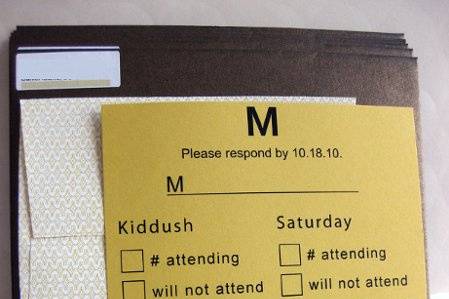 M
Please respond by 10.18.10.
M
Kiddush
# attending
will not attend
Saturday
# attending
will not attend